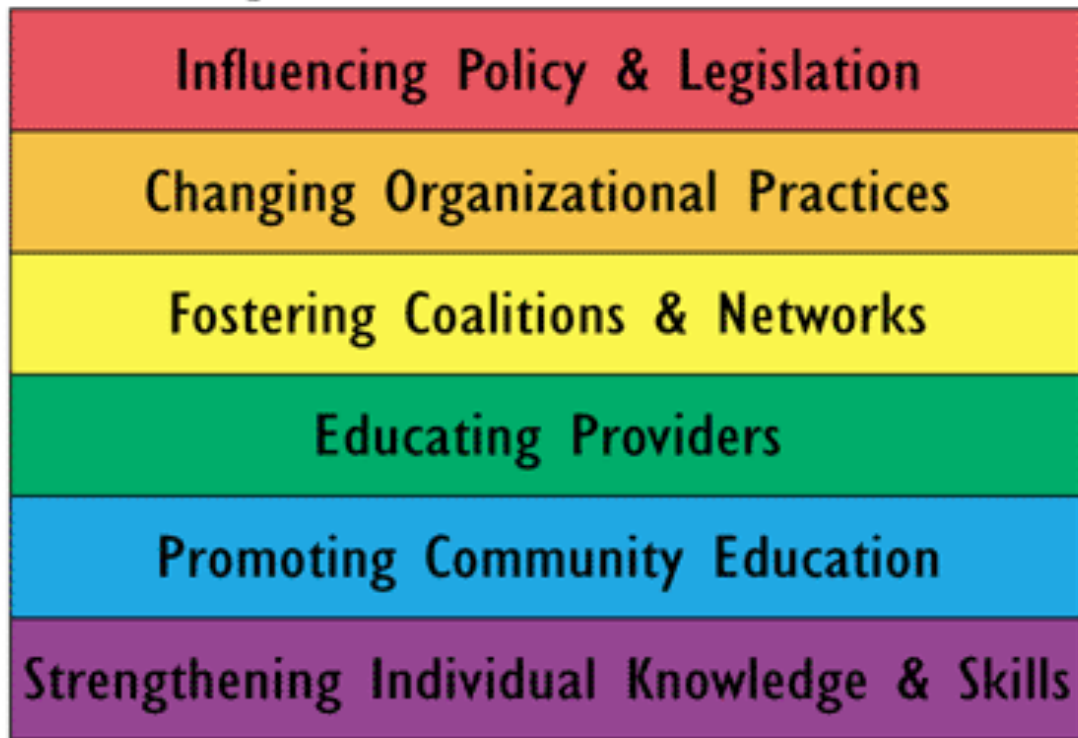 Influencing Policy & Legislation
Changing Organizational Practices
Fostering Coalitions & Networks
Educating Providers
Promoting Community Education
Strengthening Individual Knowledge & Skills